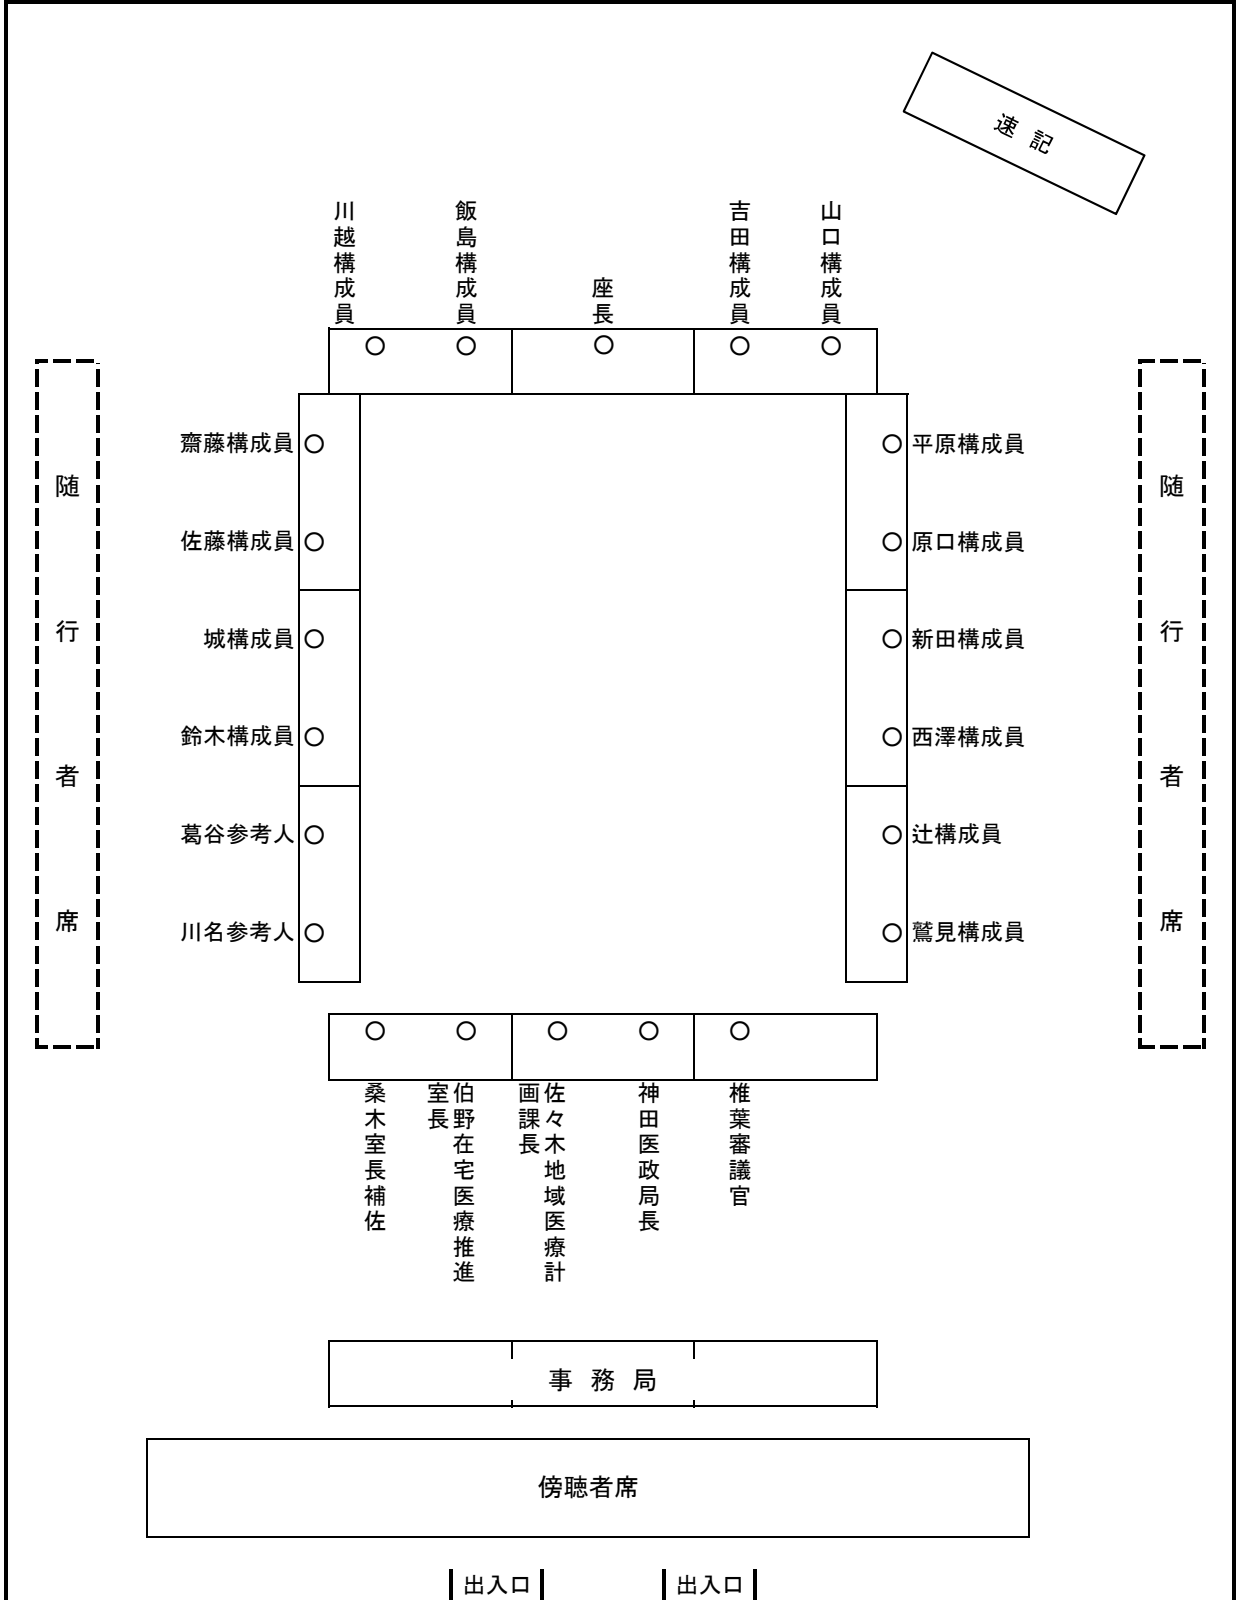 速記
川越構成員
飯島構成員
座長
吉田構成員
山口構成員
随行者席
齋藤構成員
佐藤構成員
城構成員
鈴木構成員
葛谷参考人
川名参考人
平原構成員
原口構成員
新田構成員
西澤構成員
辻構成員
鷲見構成員
随行者席
桑木室長補佐
伯野在宅医療推進
室長
佐々木地域医療計
画課長
神田医政局長
椎葉審議官
事務局
傍聴者席
出入口
出入口